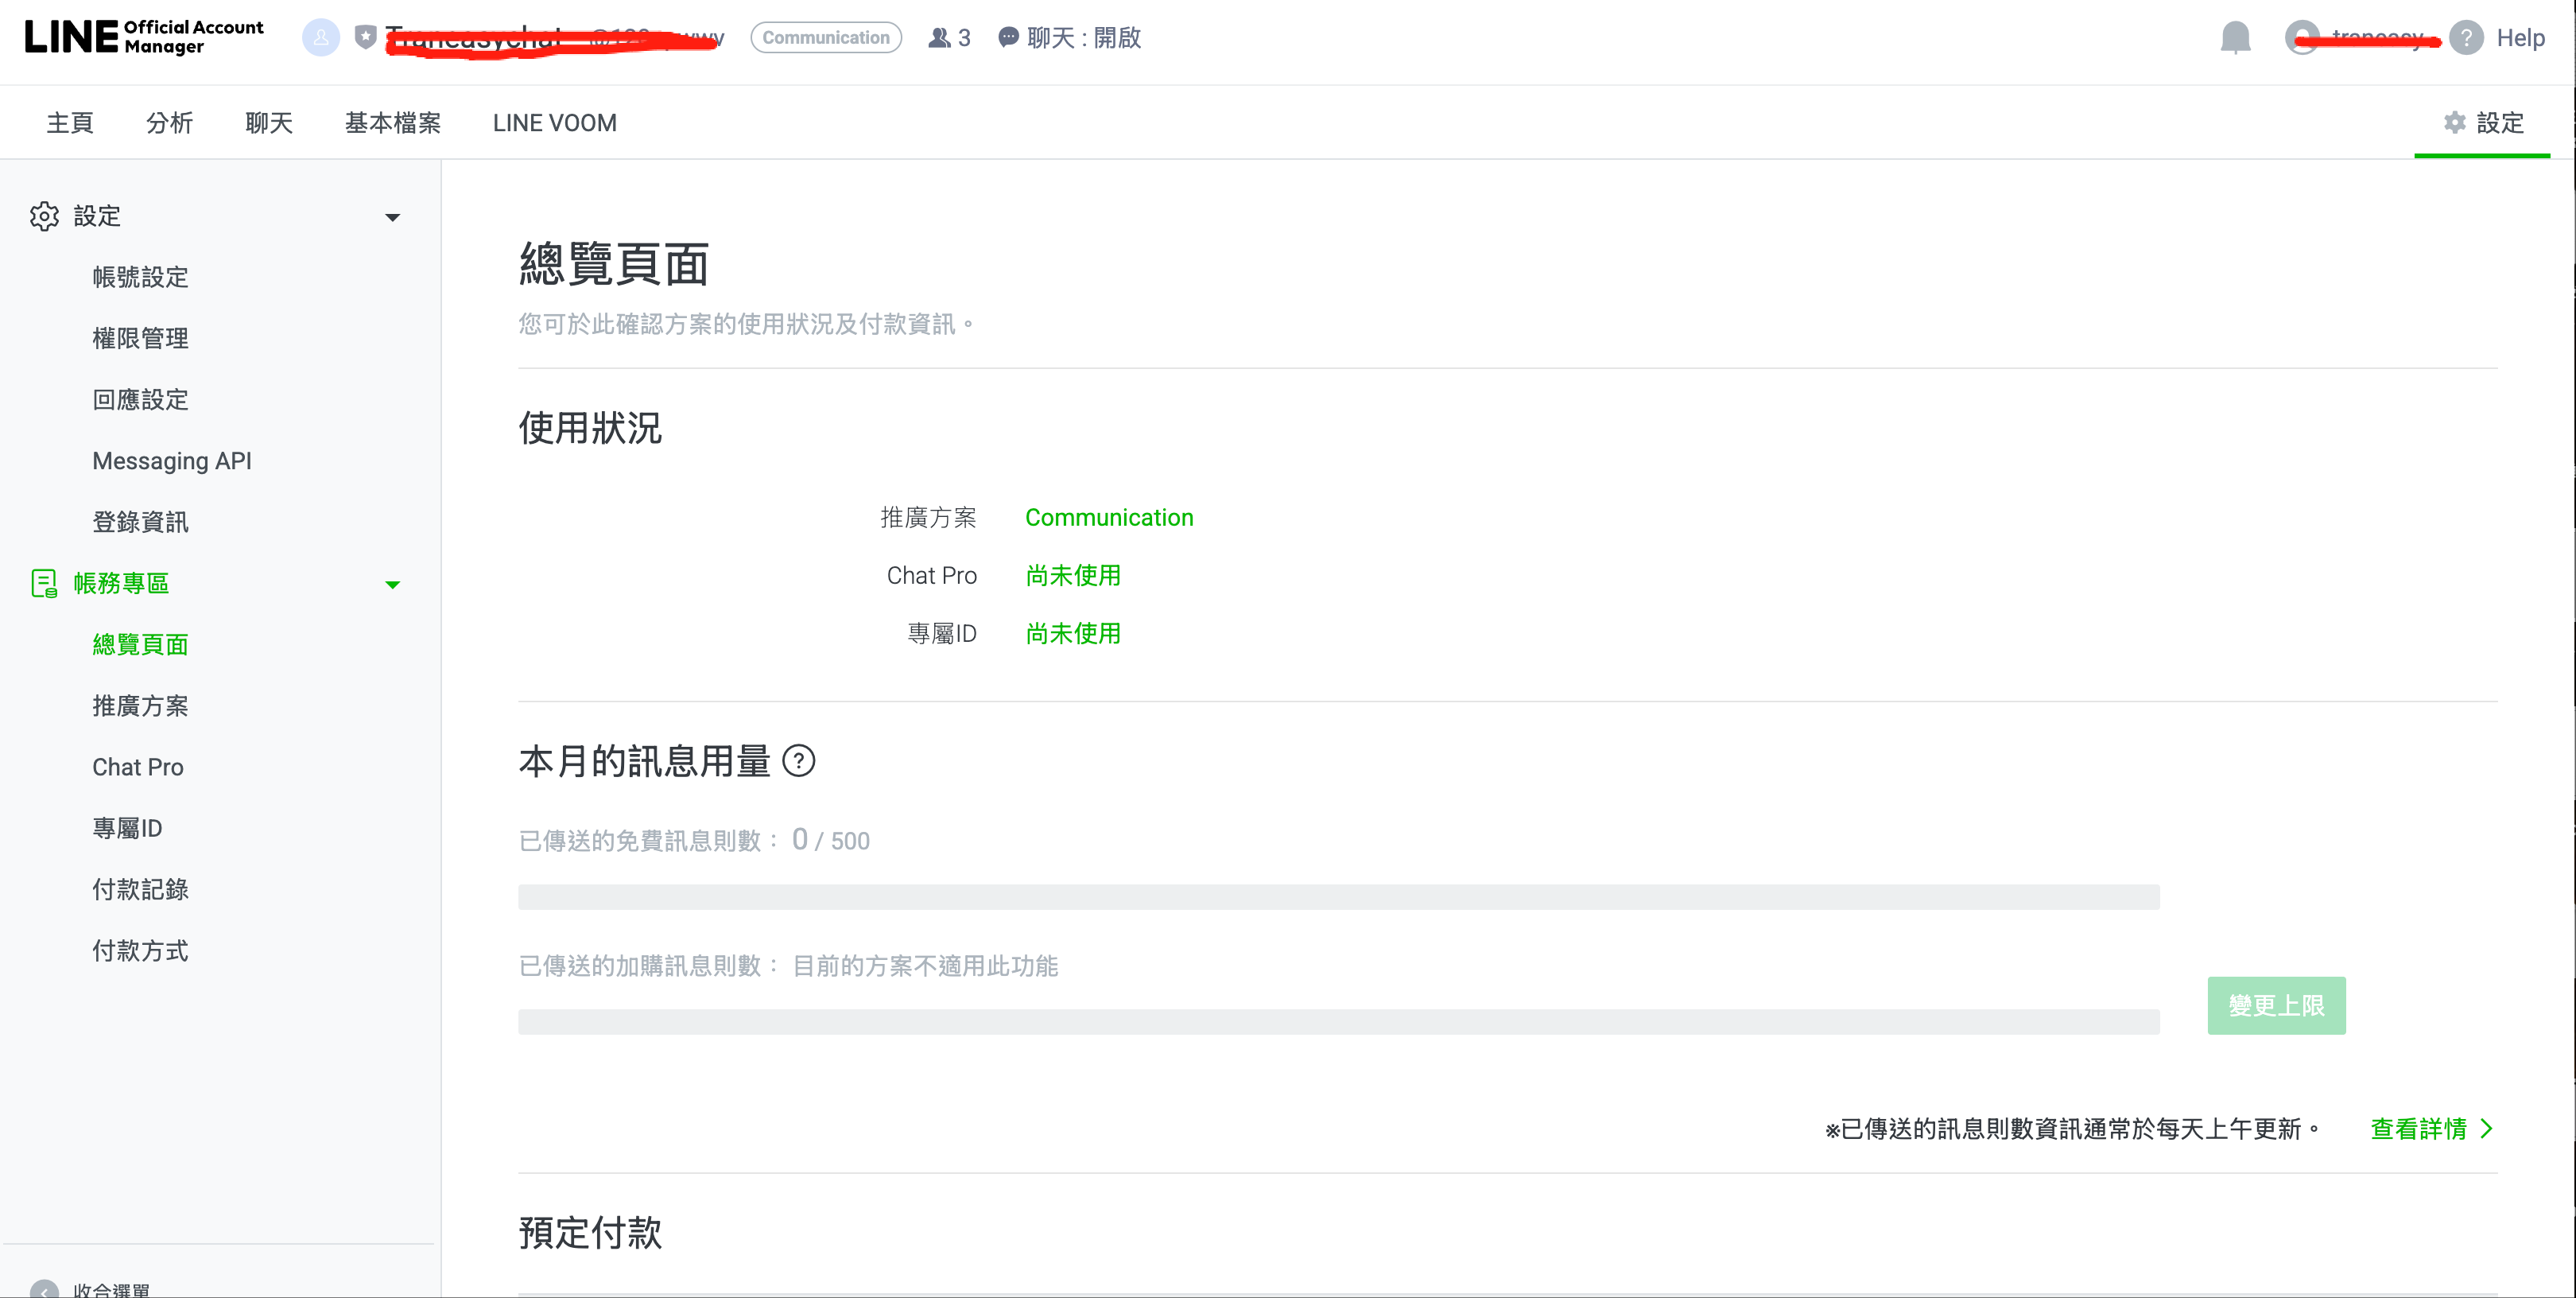 LINE Official Account Manager
Communication
3
聊天 : 開啟
Help
主頁
分析
聊天
基本檔案
LINE VOOM
設定
設定
帳號設定
權限管理
回應設定
Messaging API
登錄資訊
帳務專區
總覽頁面
推廣方案
Chat Pro
專屬ID
付款記錄
付款方式
收合選單
總覽頁面
您可於此確認方案的使用狀況及付款資訊。
使用狀況
推廣方案 Communication
Chat Pro 尚未使用
專屬ID 尚未使用
本月的訊息用量 ?
已傳送的免費訊息則數： 0 / 500
已傳送的加購訊息則數： 目前的方案不適用此功能
變更上限
※已傳送的訊息則數資訊通常於每天上午更新。 查看詳情
預定付款